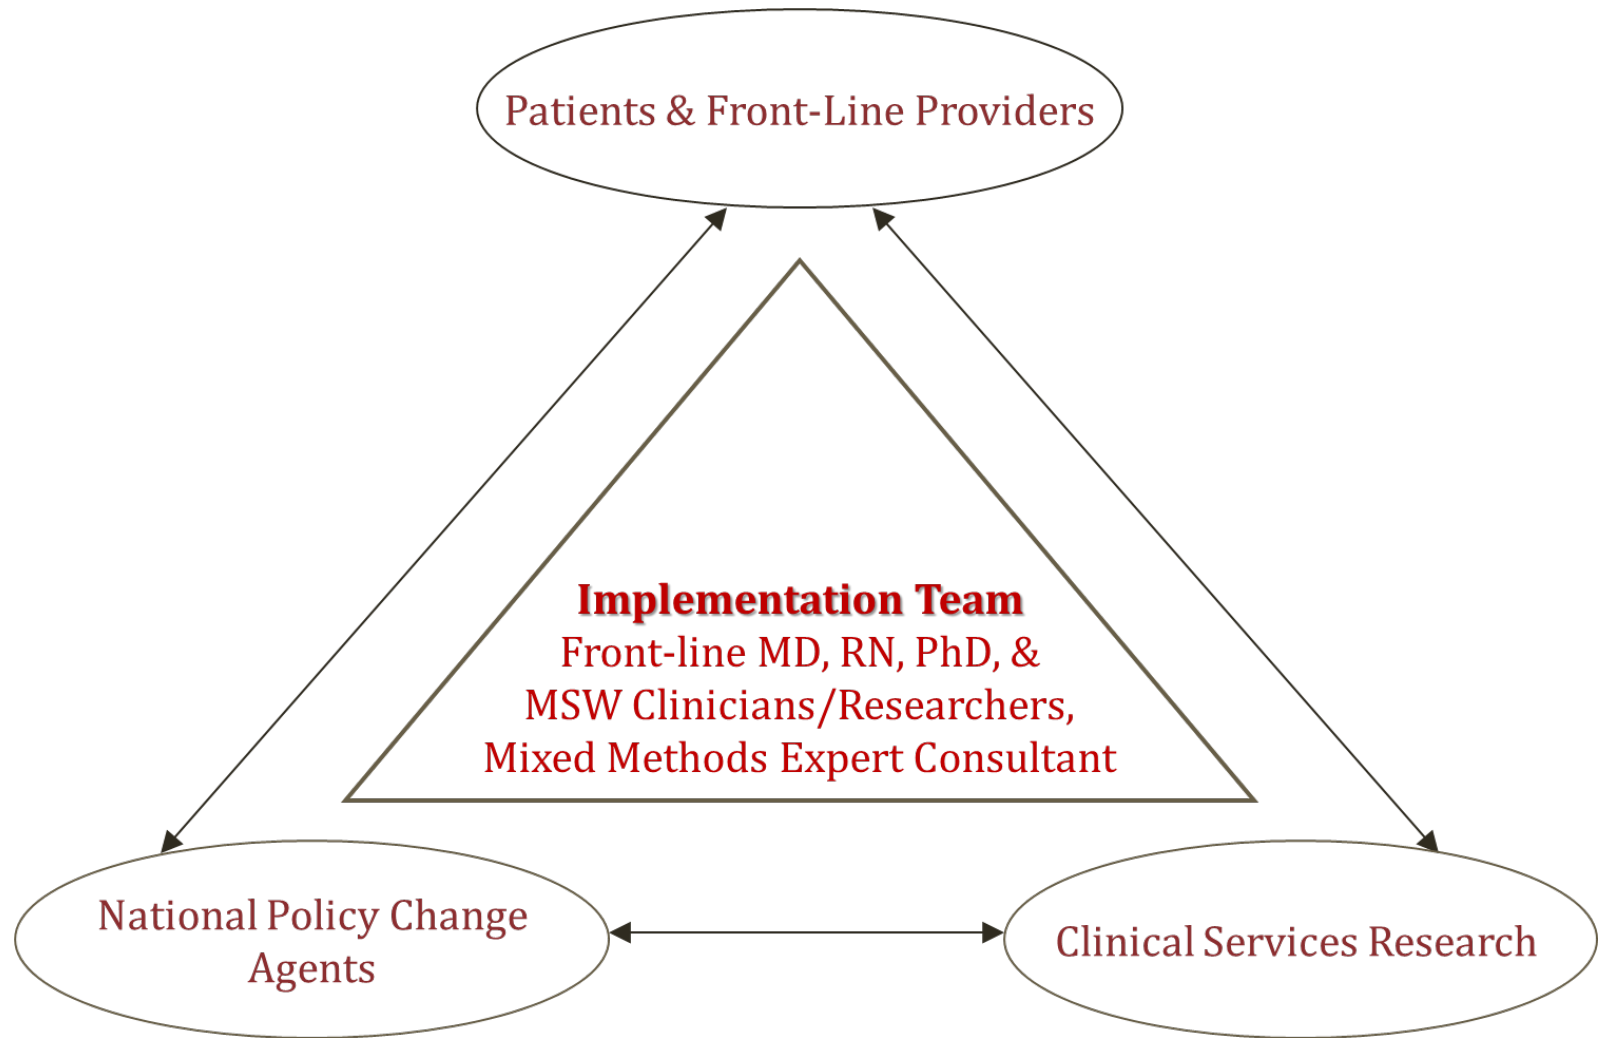 Patients & Front-Line Providers
Implementation Team
Front-line MD, RN, PhD, &
MSW Clinicians/Researchers,
Mixed Methods Expert Consultant
National Policy Change
Agents
Clinical Services Research